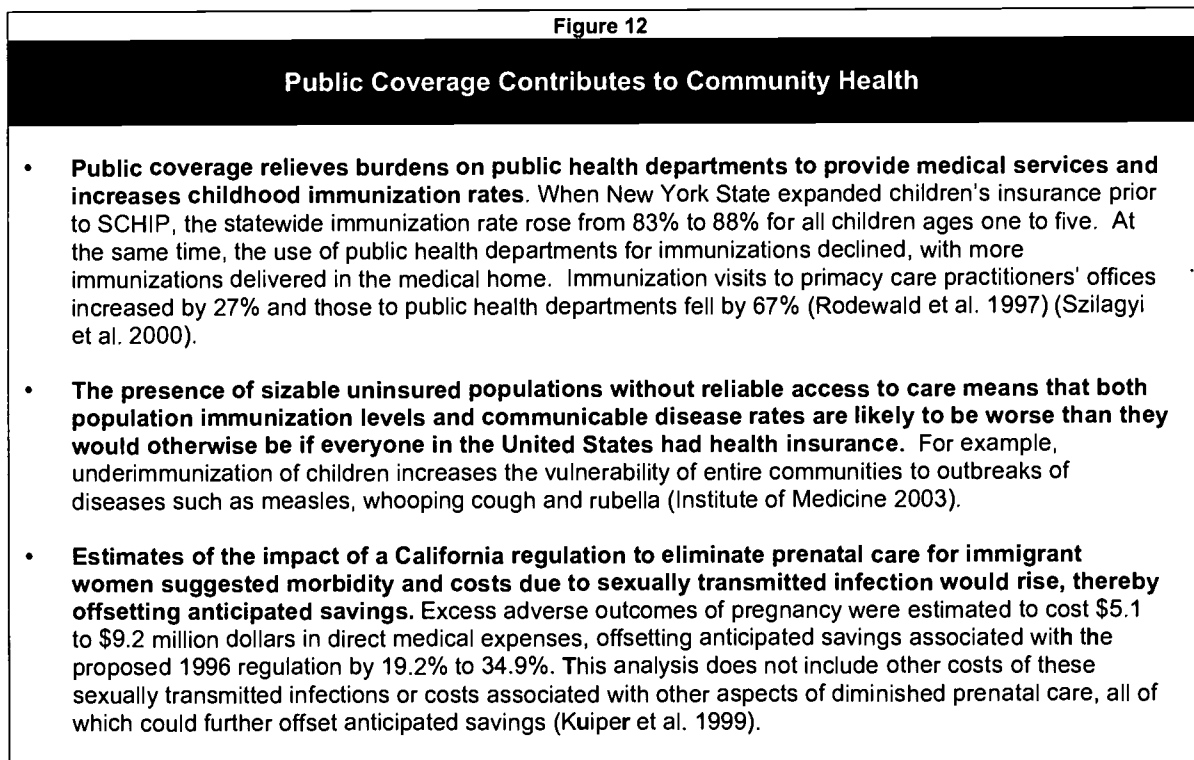 Figure 12
Public Coverage Contributes to Community Health
• Public coverage relieves burdens on public health departments to provide medical services and
increases childhood immunization rates. When New York State expanded children's insurance prior
to SCHIP, the statewide immunization rate rose from 83% to 88% for all children ages one to five. At
the same time, the use of public health departments for immunizations declined, with more
immunizations delivered in the medical home. Immunization visits to primacy care practitioners' offices
increased by 27% and those to public health departments fell by 67% (Rodewald et al. 1997) (Szilagyi
et al. 2000).
• The presence of sizable uninsured populations without reliable access to care means that both
population immunization levels and communicable disease rates are likely to be worse than they
would otherwise be if everyone in the United States had health insurance. For example,
underimmunization of children increases the vulnerability of entire communities to outbreaks of
diseases such as measles, whooping cough and rubella (Institute of Medicine 2003).
• Estimates of the impact of a California regulation to eliminate prenatal care for immigrant
women suggested morbidity and costs due to sexually transmitted infection would rise, thereby
offsetting anticipated savings. Excess adverse outcomes of pregnancy were estimated to cost $5.1
to $9.2 million dollars in direct medical expenses, offsetting anticipated savings associated with the
proposed 1996 regulation by 19.2% to 34.9%. This analysis does not include other costs of these
sexually transmitted infections or costs associated with other aspects of diminished prenatal care, all of
which could further offset anticipated savings (Kuiper et al. 1999).